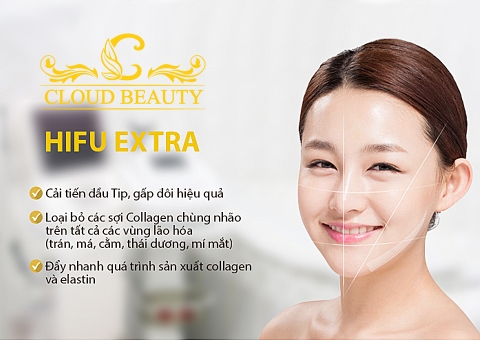 CLOUD BEAUTY
HIFU EXTRA
Cải tiến đầu Tip, gấp đôi hiệu quả
Loại bỏ các sợi Collagen chùng nhão
trên tất cả các vùng lão hóa
(trán, má, cằm, thái dương, mí mắt)
Đẩy nhanh quá trình sản xuất collagen
và elastin